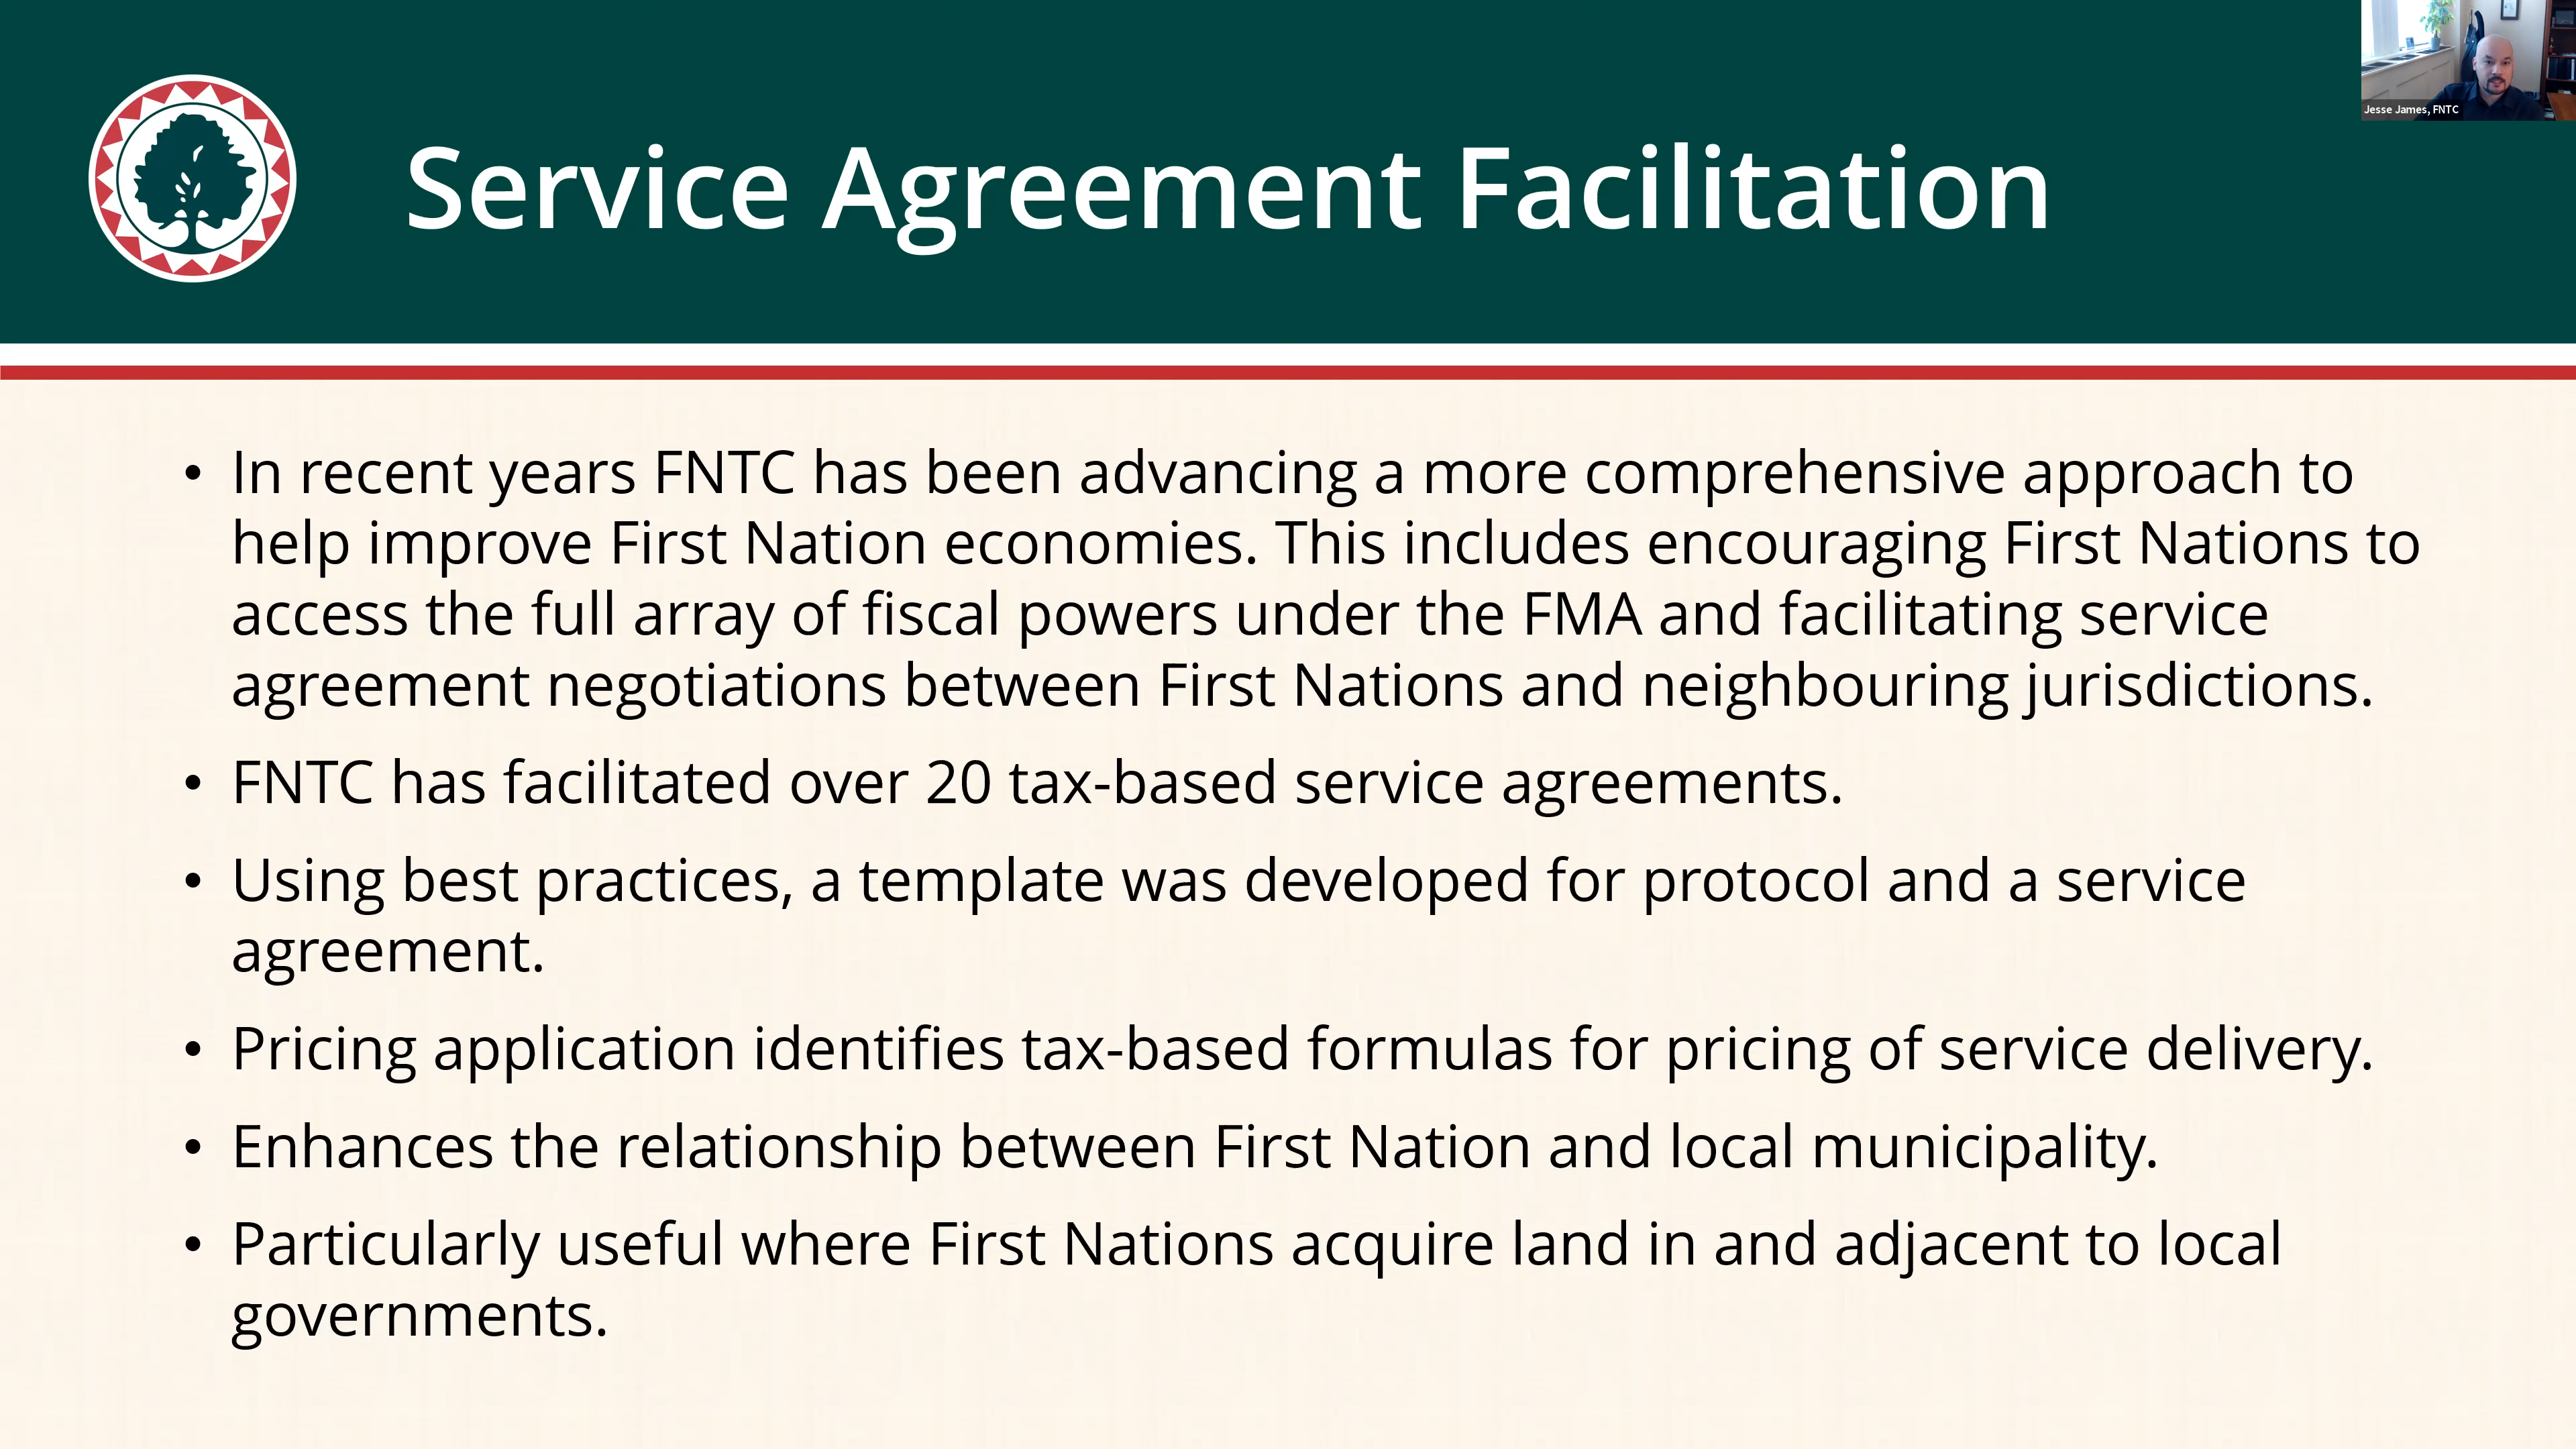 Jesse James, FNTC
Service Agreement Facilitation
• In recent years FNTC has been advancing a more comprehensive approach to
help improve First Nation economies. This includes encouraging First Nations to
access the full array of fiscal powers under the FMA and facilitating service
agreement negotiations between First Nations and neighbouring jurisdictions.
• FNTC has facilitated over 20 tax-based service agreements.
• Using best practices, a template was developed for protocol and a service
agreement.
• Pricing application identifies tax-based formulas for pricing of service delivery.
• Enhances the relationship between First Nation and local municipality.
• Particularly useful where First Nations acquire land in and adjacent to local
governments.